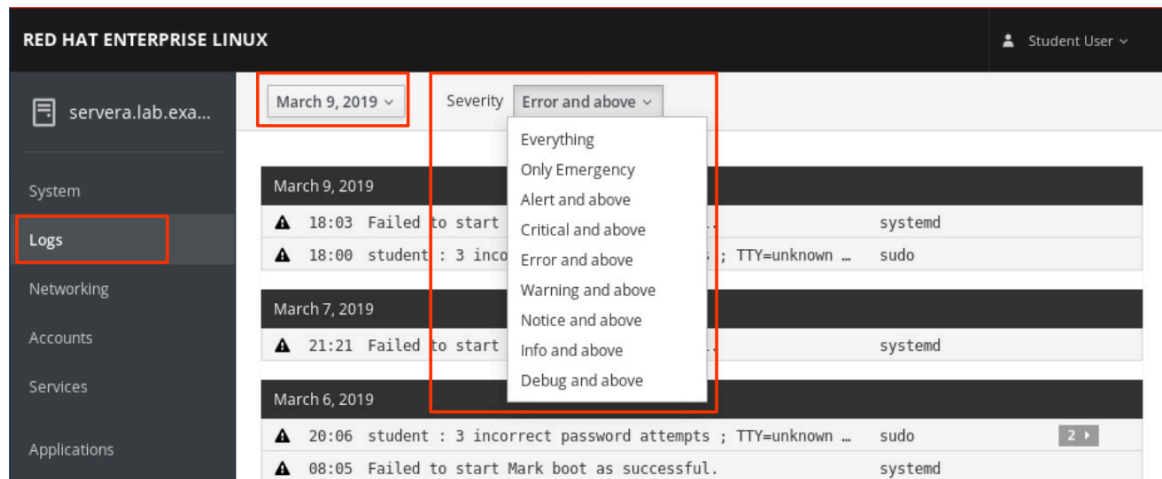 RED HAT ENTERPRISE LINUX
Student User
servera.lab.exa...
System
Logs
Networking
Accounts
Services
Applications
March 9, 2019
Severity Error and above
Everything
Only Emergency
Alert and above
Critical and above
Error and above
Warning and above
Notice and above
Info and above
Debug and above
March 9, 2019
18:03 Failed to start . systemd
18:00 student : 3 inco ; TTY=unknown … sudo
March 7, 2019
21:21 Failed to start . systemd
March 6, 2019
20:06 student : 3 incorrect password attempts ; TTY=unknown … sudo 2
08:05 Failed to start Mark boot as successful. systemd